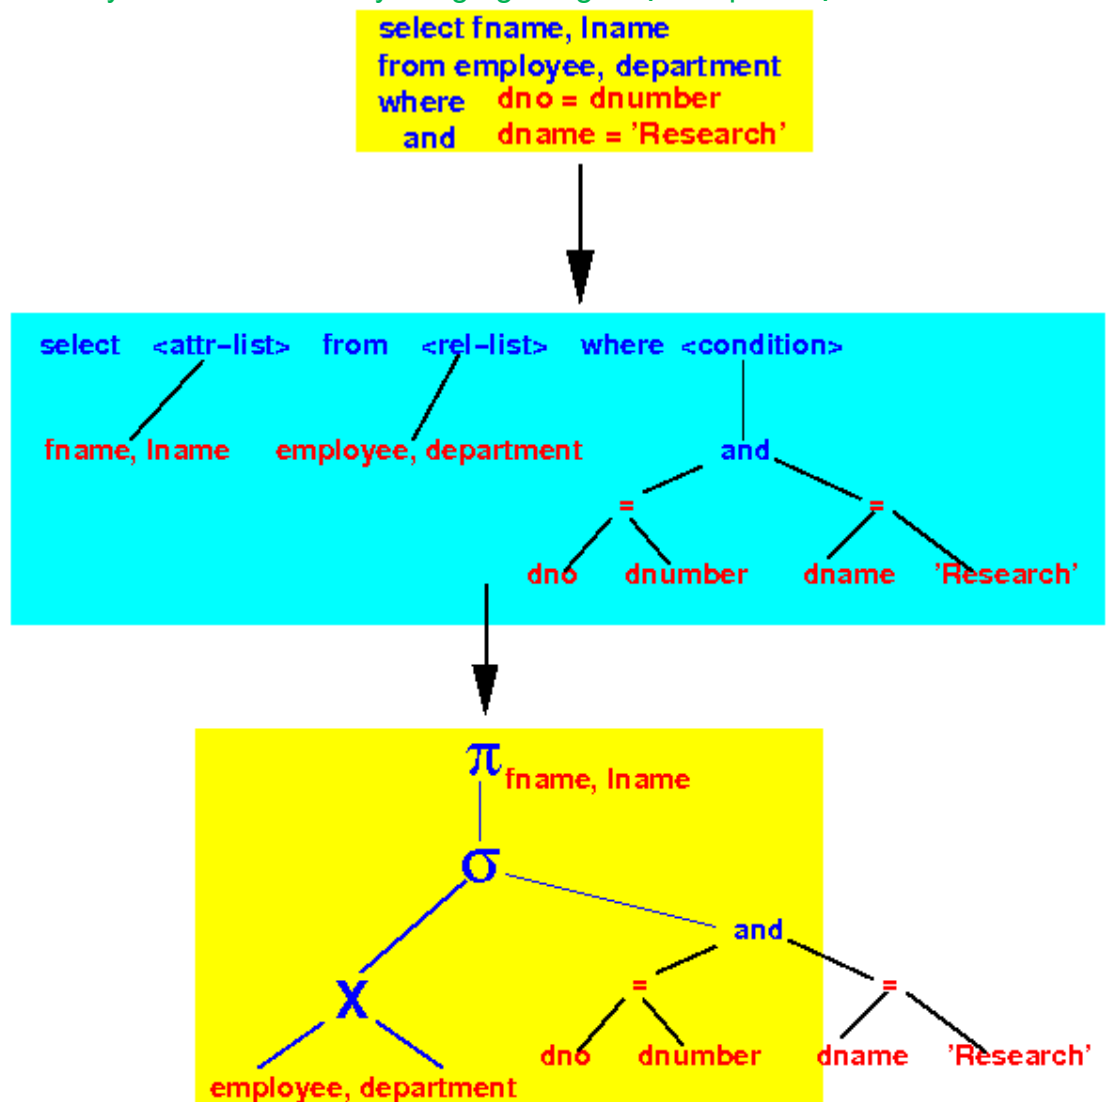 select fname, lname
from employee, department
where dno = dnumber
and dname = 'Research'
select <attr-list> from <rel-list> where <condition>
fname, lname employee, department and
= =
dno dnumber dname 'Research'
π fname, lname
σ
and
X = =
dno dnumber dname 'Research'
employee, department